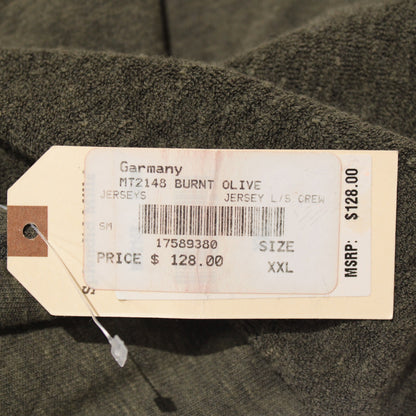 Garmany
MT2148 BURNT OLIVE
JERSEYS JERSEY L/S CREW
SM
17589380 SIZE
PRICE $ 128.00 XXL
MSRP: $128.00